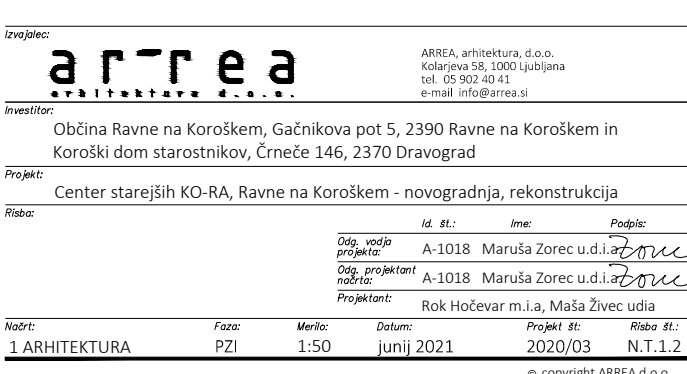 Izvajalec:
arrea
arhitektura d.o.o.
ARREA, arhitektura, d.o.o.
Kolarjeva 58, 1000 Ljubljana
tel. 05 902 40 41
e-mail info@arrea.si
Investitor:
Občina Ravne na Koroškem, Gačnikova pot 5, 2390 Ravne na Koroškem in
Koroški dom starostnikov, Črneče 146, 2370 Dravograd
Projekt:
Center starejših KO-RA, Ravne na Koroškem - novogradnja, rekonstrukcija
Risba:
Id. št.: Ime: Podpis:
Odg. vodja
projekta: A-1018 Maruša Zorec u.d.i.a. Zorec
Odg. projektant
načrta: A-1018 Maruša Zorec u.d.i.a. Zorec
Projektant: Rok Hočevar m.i.a, Maša Živec udia
Načrt: Faza: Merilo: Datum: Projekt št: Risba št.:
1 ARHITEKTURA PZI 1:50 junij 2021 2020/03 N.T.1.2
© copyright ARREA d.o.o.